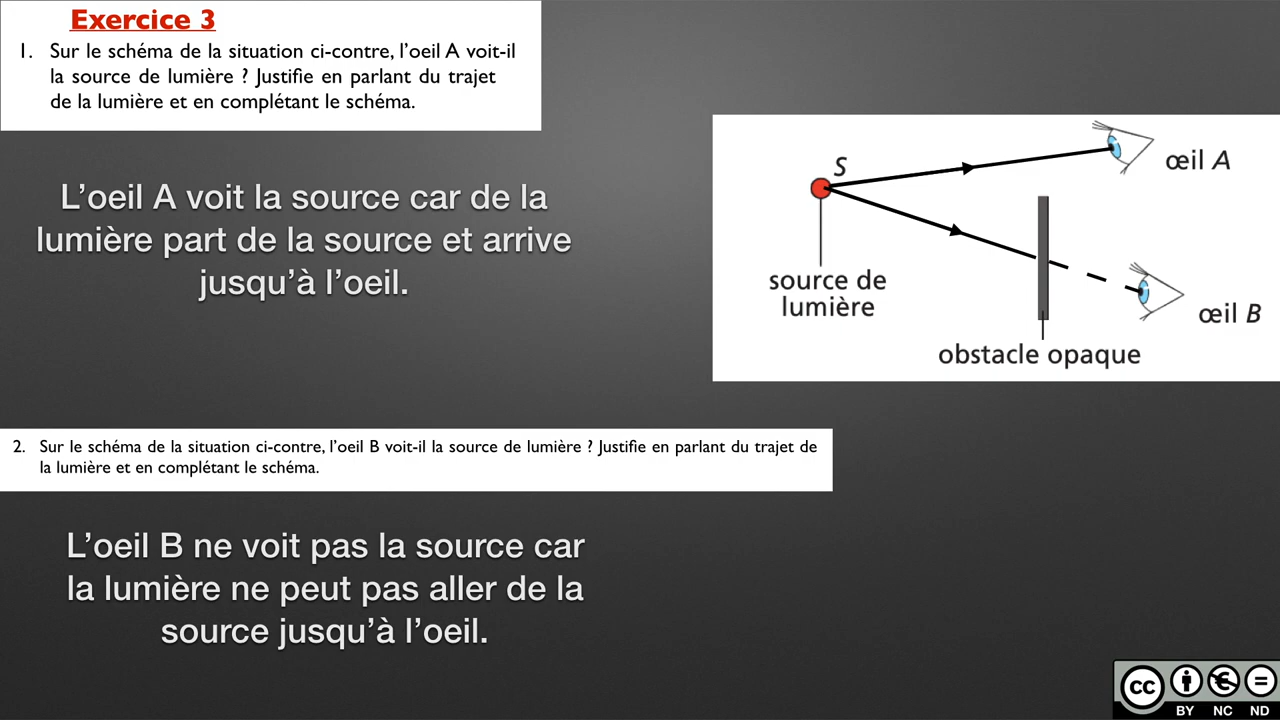 Exercice 3
1. Sur le schéma de la situation ci-contre, l'oeil A voit-il
la source de lumière ? Justifie en parlant du trajet
de la lumière et en complétant le schéma.
L'oeil A voit la source car de la
lumière part de la source et arrive
jusqu'à l'oeil.
S
œil A
source de
lumière
œil B
obstacle opaque
2. Sur le schéma de la situation ci-contre, l'oeil B voit-il la source de lumière ? Justifie en parlant du trajet de
la lumière et en complétant le schéma.
L'oeil B ne voit pas la source car
la lumière ne peut pas aller de la
source jusqu'à l'oeil.
cc
BY NC ND